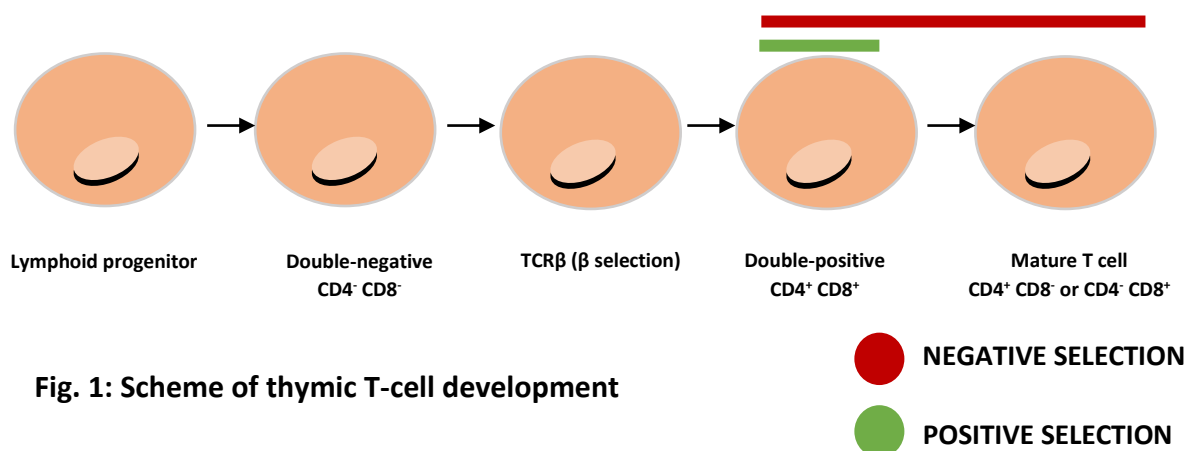 Lymphoid progenitor
Double-negative
CD4⁻ CD8⁻
TCRβ (β selection)
Double-positive
CD4⁺ CD8⁺
Mature T cell
CD4⁺ CD8⁻ or CD4⁻ CD8⁺
NEGATIVE SELECTION
Fig. 1: Scheme of thymic T-cell development
POSITIVE SELECTION